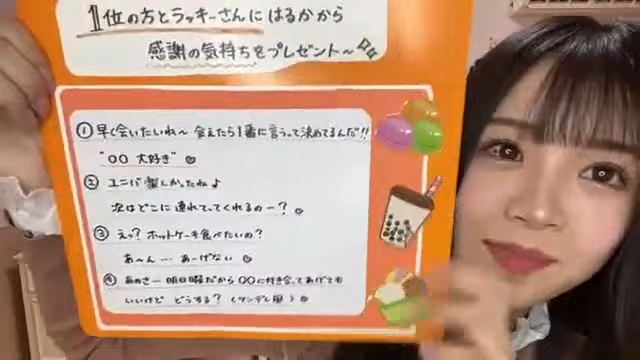 1位の方とラッキーさんに はるかから
感謝の気持ちをプレゼント〜
① 早く会いたいね〜 会えたら1番に言うって決めてるんだ!!
"〇〇 大好き"
② ユニバ楽しかったね♪
次はどこに連れてってくれるのー?
③ えっ? ホットケーキ食べたいの?
あ〜ん… あーげない
④ あのさー 明日暇だから〇〇に付き合ってあげても
いいけど どうする? (ツンデレ風)